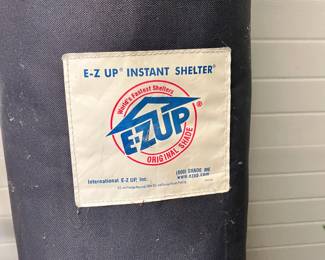 E-Z UP® INSTANT SHELTER®
World's Fastest Shelters
E-Z UP®
ORIGINAL SHADE
International E-Z UP, Inc.
(800) SHADE ME
www.ezup.com